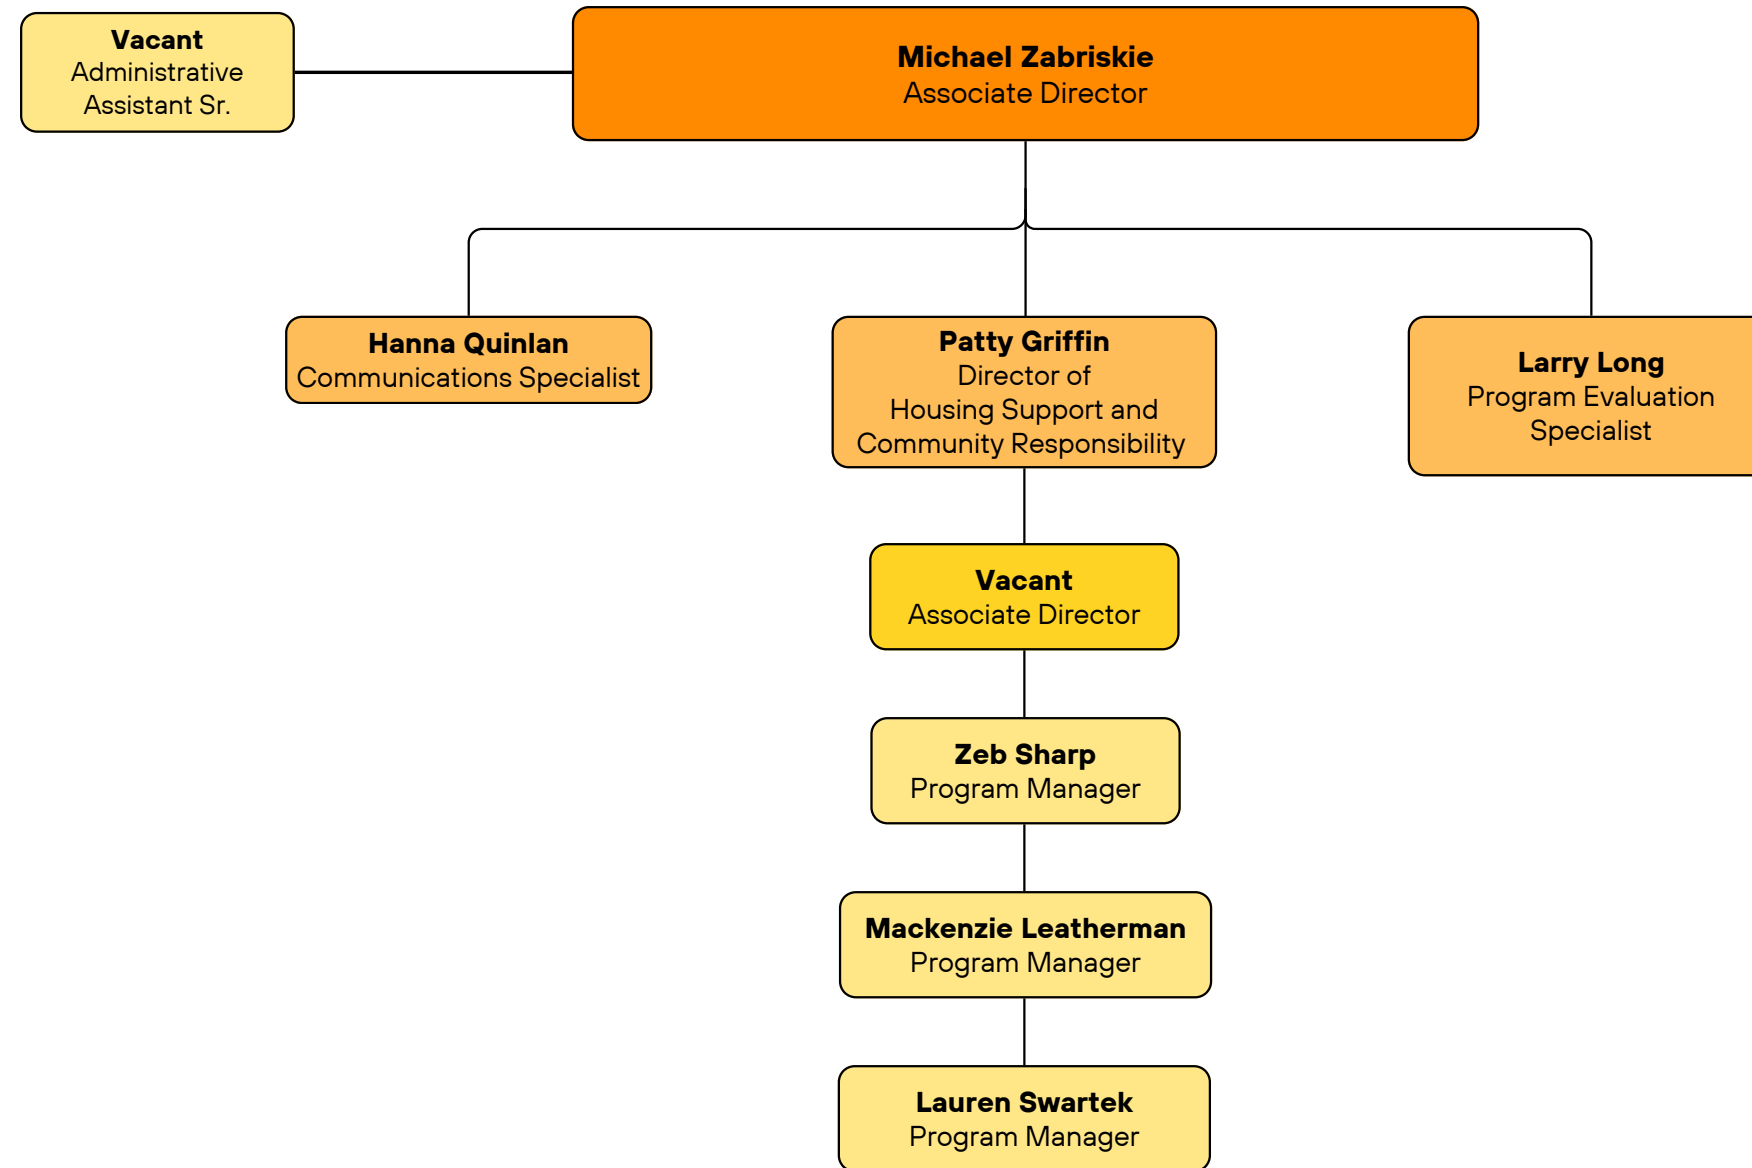 Vacant
Administrative
Assistant Sr.
Michael Zabriskie
Associate Director
Hanna Quinlan
Communications Specialist
Patty Griffin
Director of
Housing Support and
Community Responsibility
Larry Long
Program Evaluation
Specialist
Vacant
Associate Director
Zeb Sharp
Program Manager
Mackenzie Leatherman
Program Manager
Lauren Swartek
Program Manager